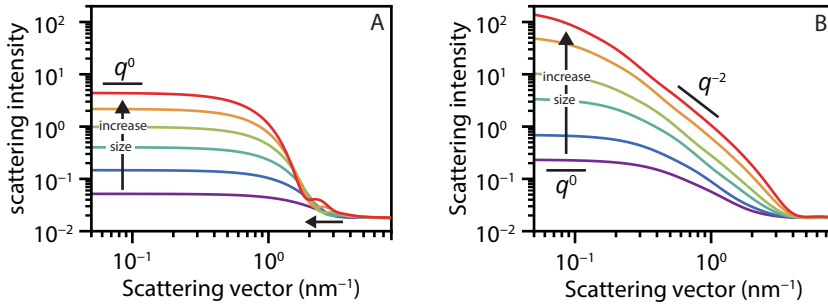 A
10²
q⁰
10¹
10⁰
increase
size
10⁻¹
10⁻²
10⁻¹
10⁰
scattering intensity
Scattering vector (nm⁻¹)
B
10²
10¹
10⁰
10⁻¹
10⁻²
increase
size
q⁻²
q⁰
10⁻¹
10⁰
Scattering intensity
Scattering vector (nm⁻¹)